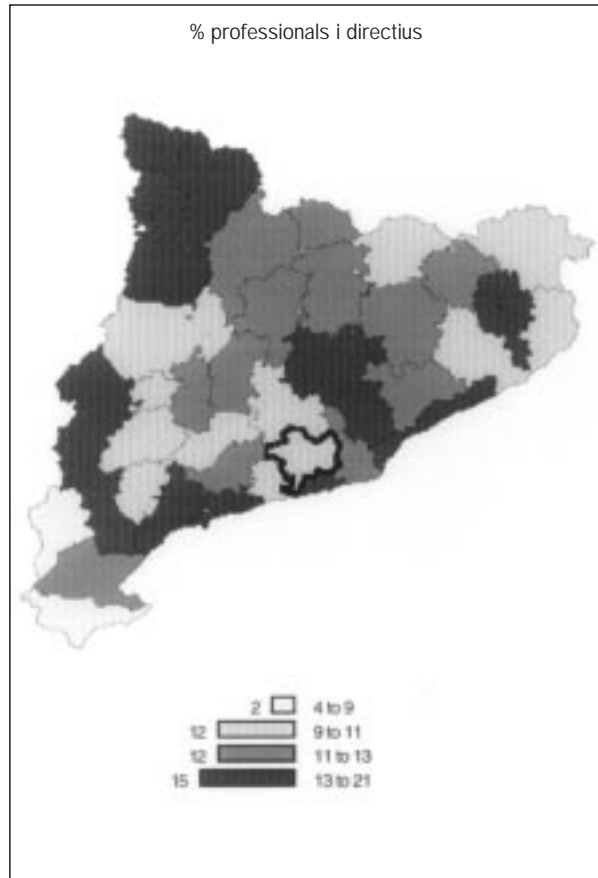 % professionals i directius
2 4 to 9
12 9 to 11
12 11 to 13
15 13 to 21